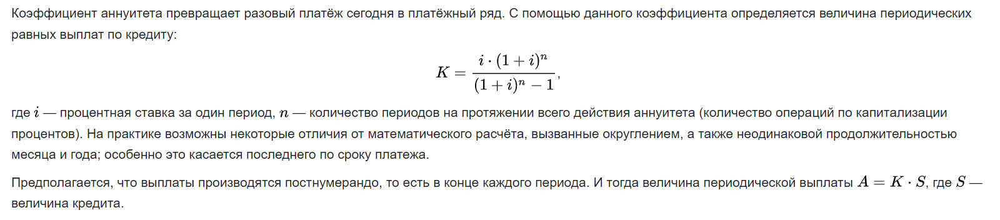 Коэффициент аннуитета превращает разовый платёж сегодня в платёжный ряд. С помощью данного коэффициента определяется величина периодических
равных выплат по кредиту:
K = i · (1 + i)ⁿ / ((1 + i)ⁿ − 1),
где i — процентная ставка за один период, n — количество периодов на протяжении всего действия аннуитета (количество операций по капитализации
процентов). На практике возможны некоторые отличия от математического расчёта, вызванные округлением, а также неодинаковой продолжительностью
месяца и года; особенно это касается последнего по сроку платежа.
Предполагается, что выплаты производятся постнумерандо, то есть в конце каждого периода. И тогда величина периодической выплаты A = K · S, где S —
величина кредита.